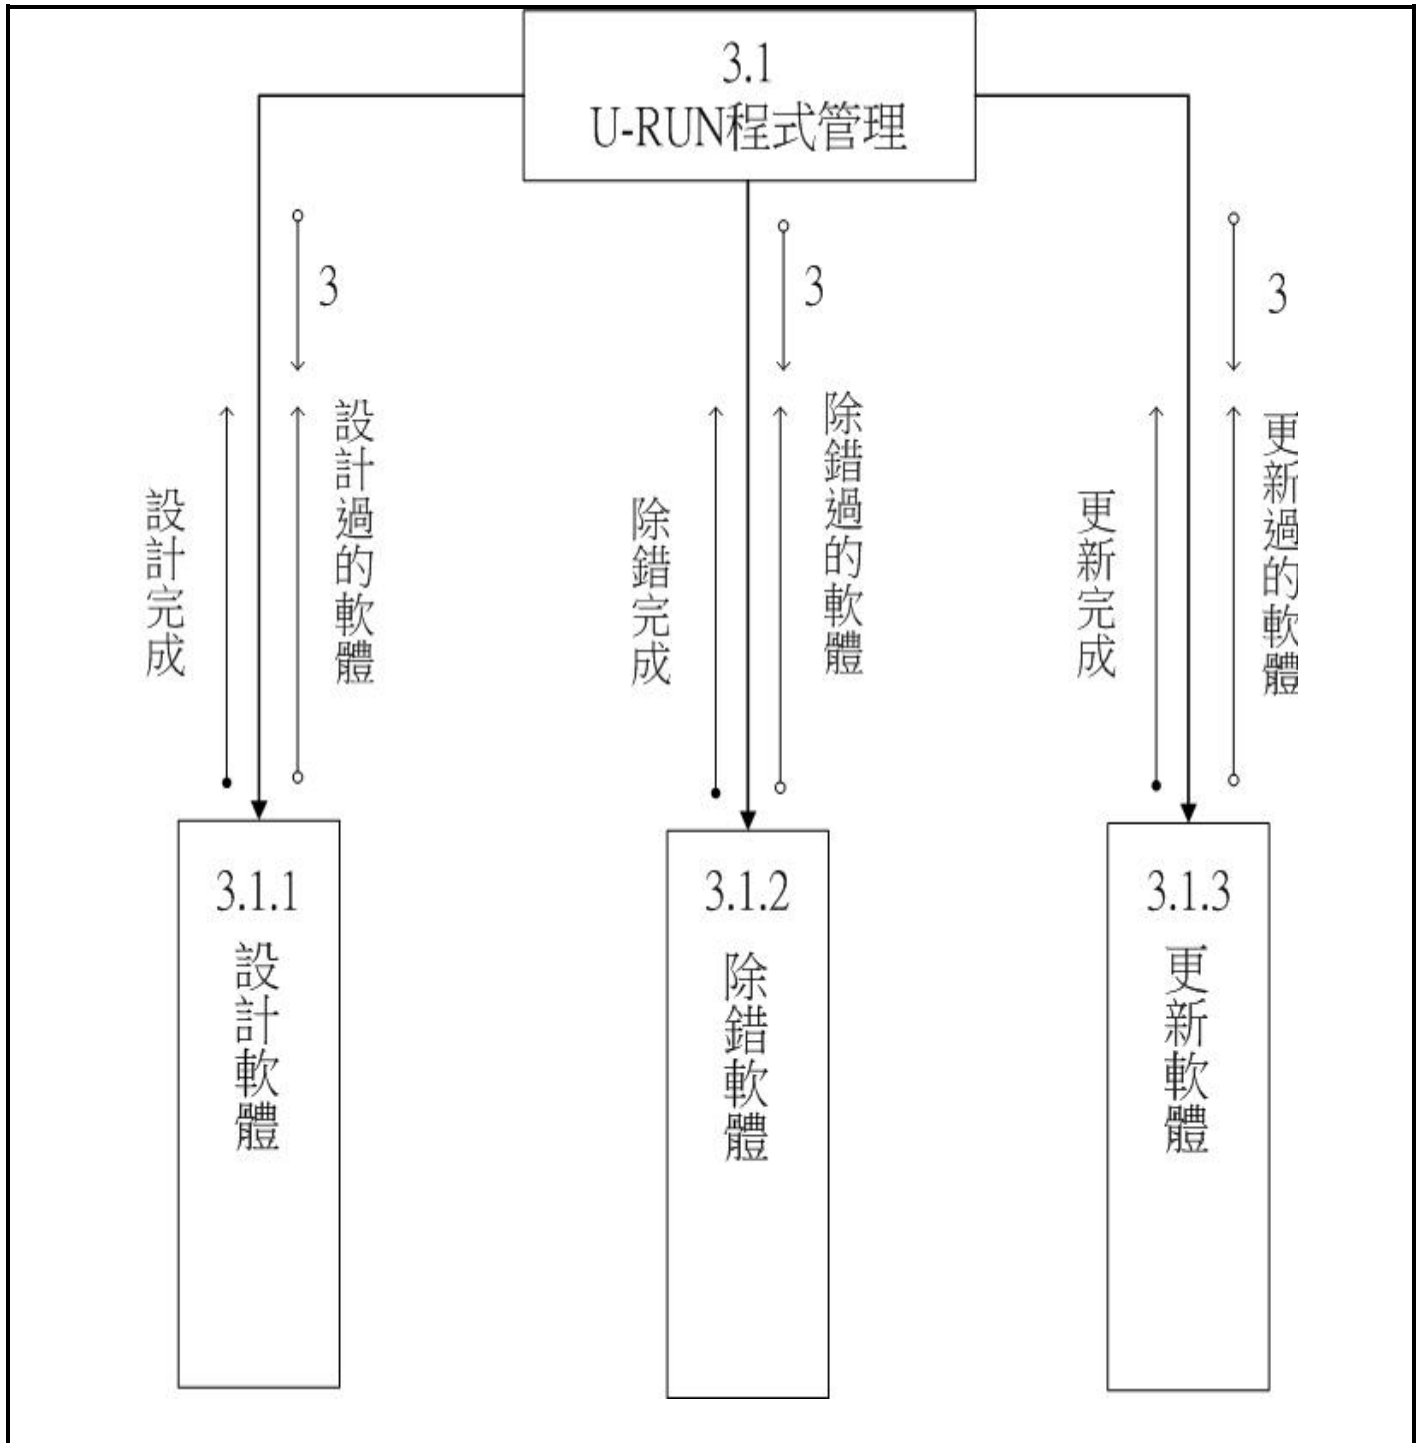 3.1
U-RUN程式管理
3
3
3
設計完成
設計過的軟體
除錯完成
除錯過的軟體
更新完成
更新過的軟體
3.1.1
設計軟體
3.1.2
除錯軟體
3.1.3
更新軟體